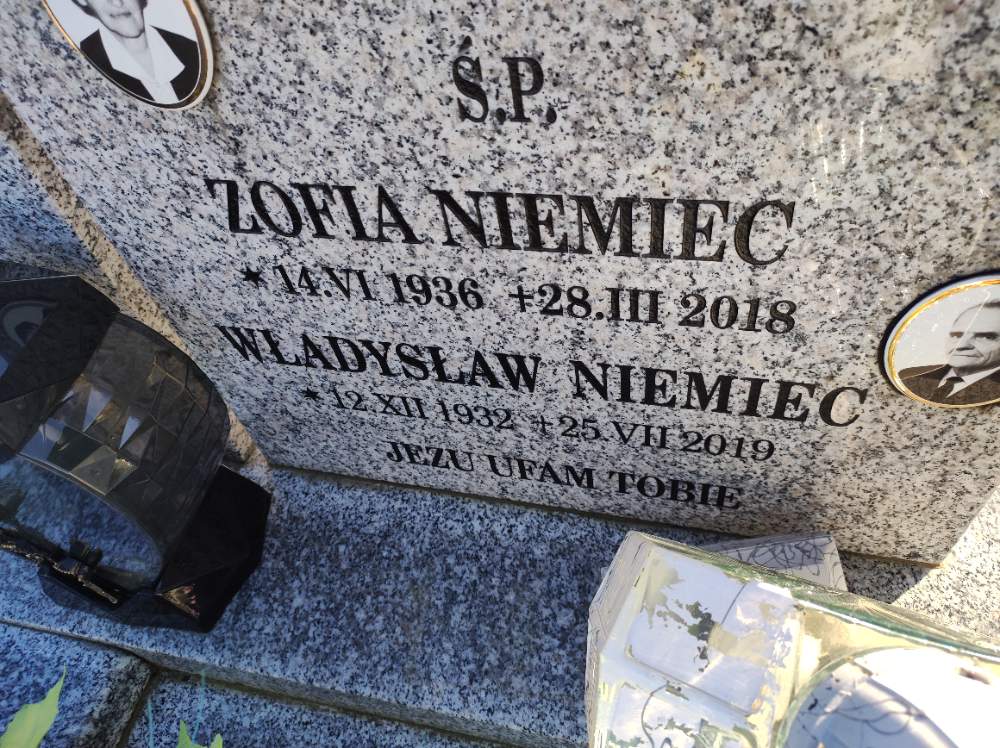 Ś.P.
ZOFIA NIEMIEC
* 14.VI 1936 +28.III 2018
WŁADYSŁAW NIEMIEC
* 12 XII 1932 +25.VII 2019
JEZU UFAM TOBIE